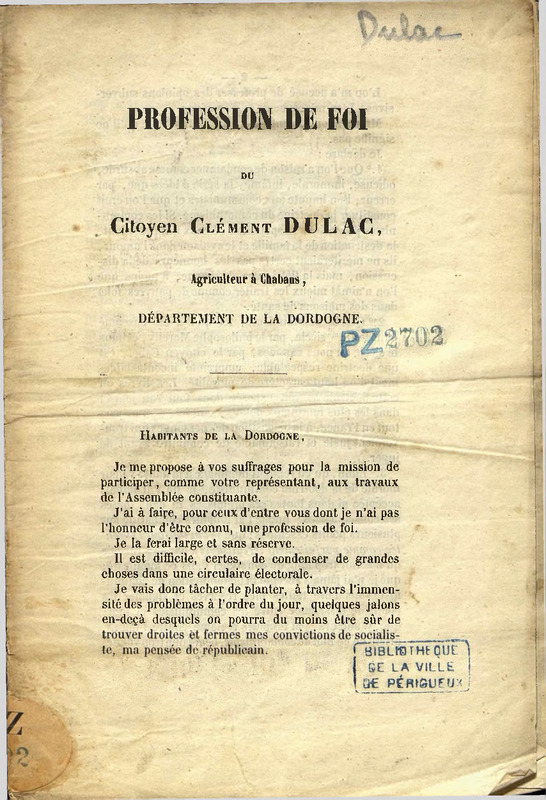 Dulac
PROFESSION DE FOI
DU
Citoyen CLÉMENT DULAC,
Agriculteur à Chabans,
DÉPARTEMENT DE LA DORDOGNE.
PZ2702
HABITANTS DE LA DORDOGNE,
Je me propose à vos suffrages pour la mission de
participer, comme votre représentant, aux travaux
de l'Assemblée constituante.
J'ai à faire, pour ceux d'entre vous dont je n'ai pas
l'honneur d'être connu, une profession de foi.
Je la ferai large et sans réserve.
Il est difficile, certes, de condenser de grandes
choses dans une circulaire électorale.
Je vais donc tâcher de planter, à travers l'immen-
sité des problèmes à l'ordre du jour, quelques jalons
en-deçà desquels on pourra du moins être sûr de
trouver droites et fermes mes convictions de socialis-
te, ma pensée de républicain.
BIBLIOTHEQUE
DE LA VILLE
DE PÉRIGUEUX
Z
2